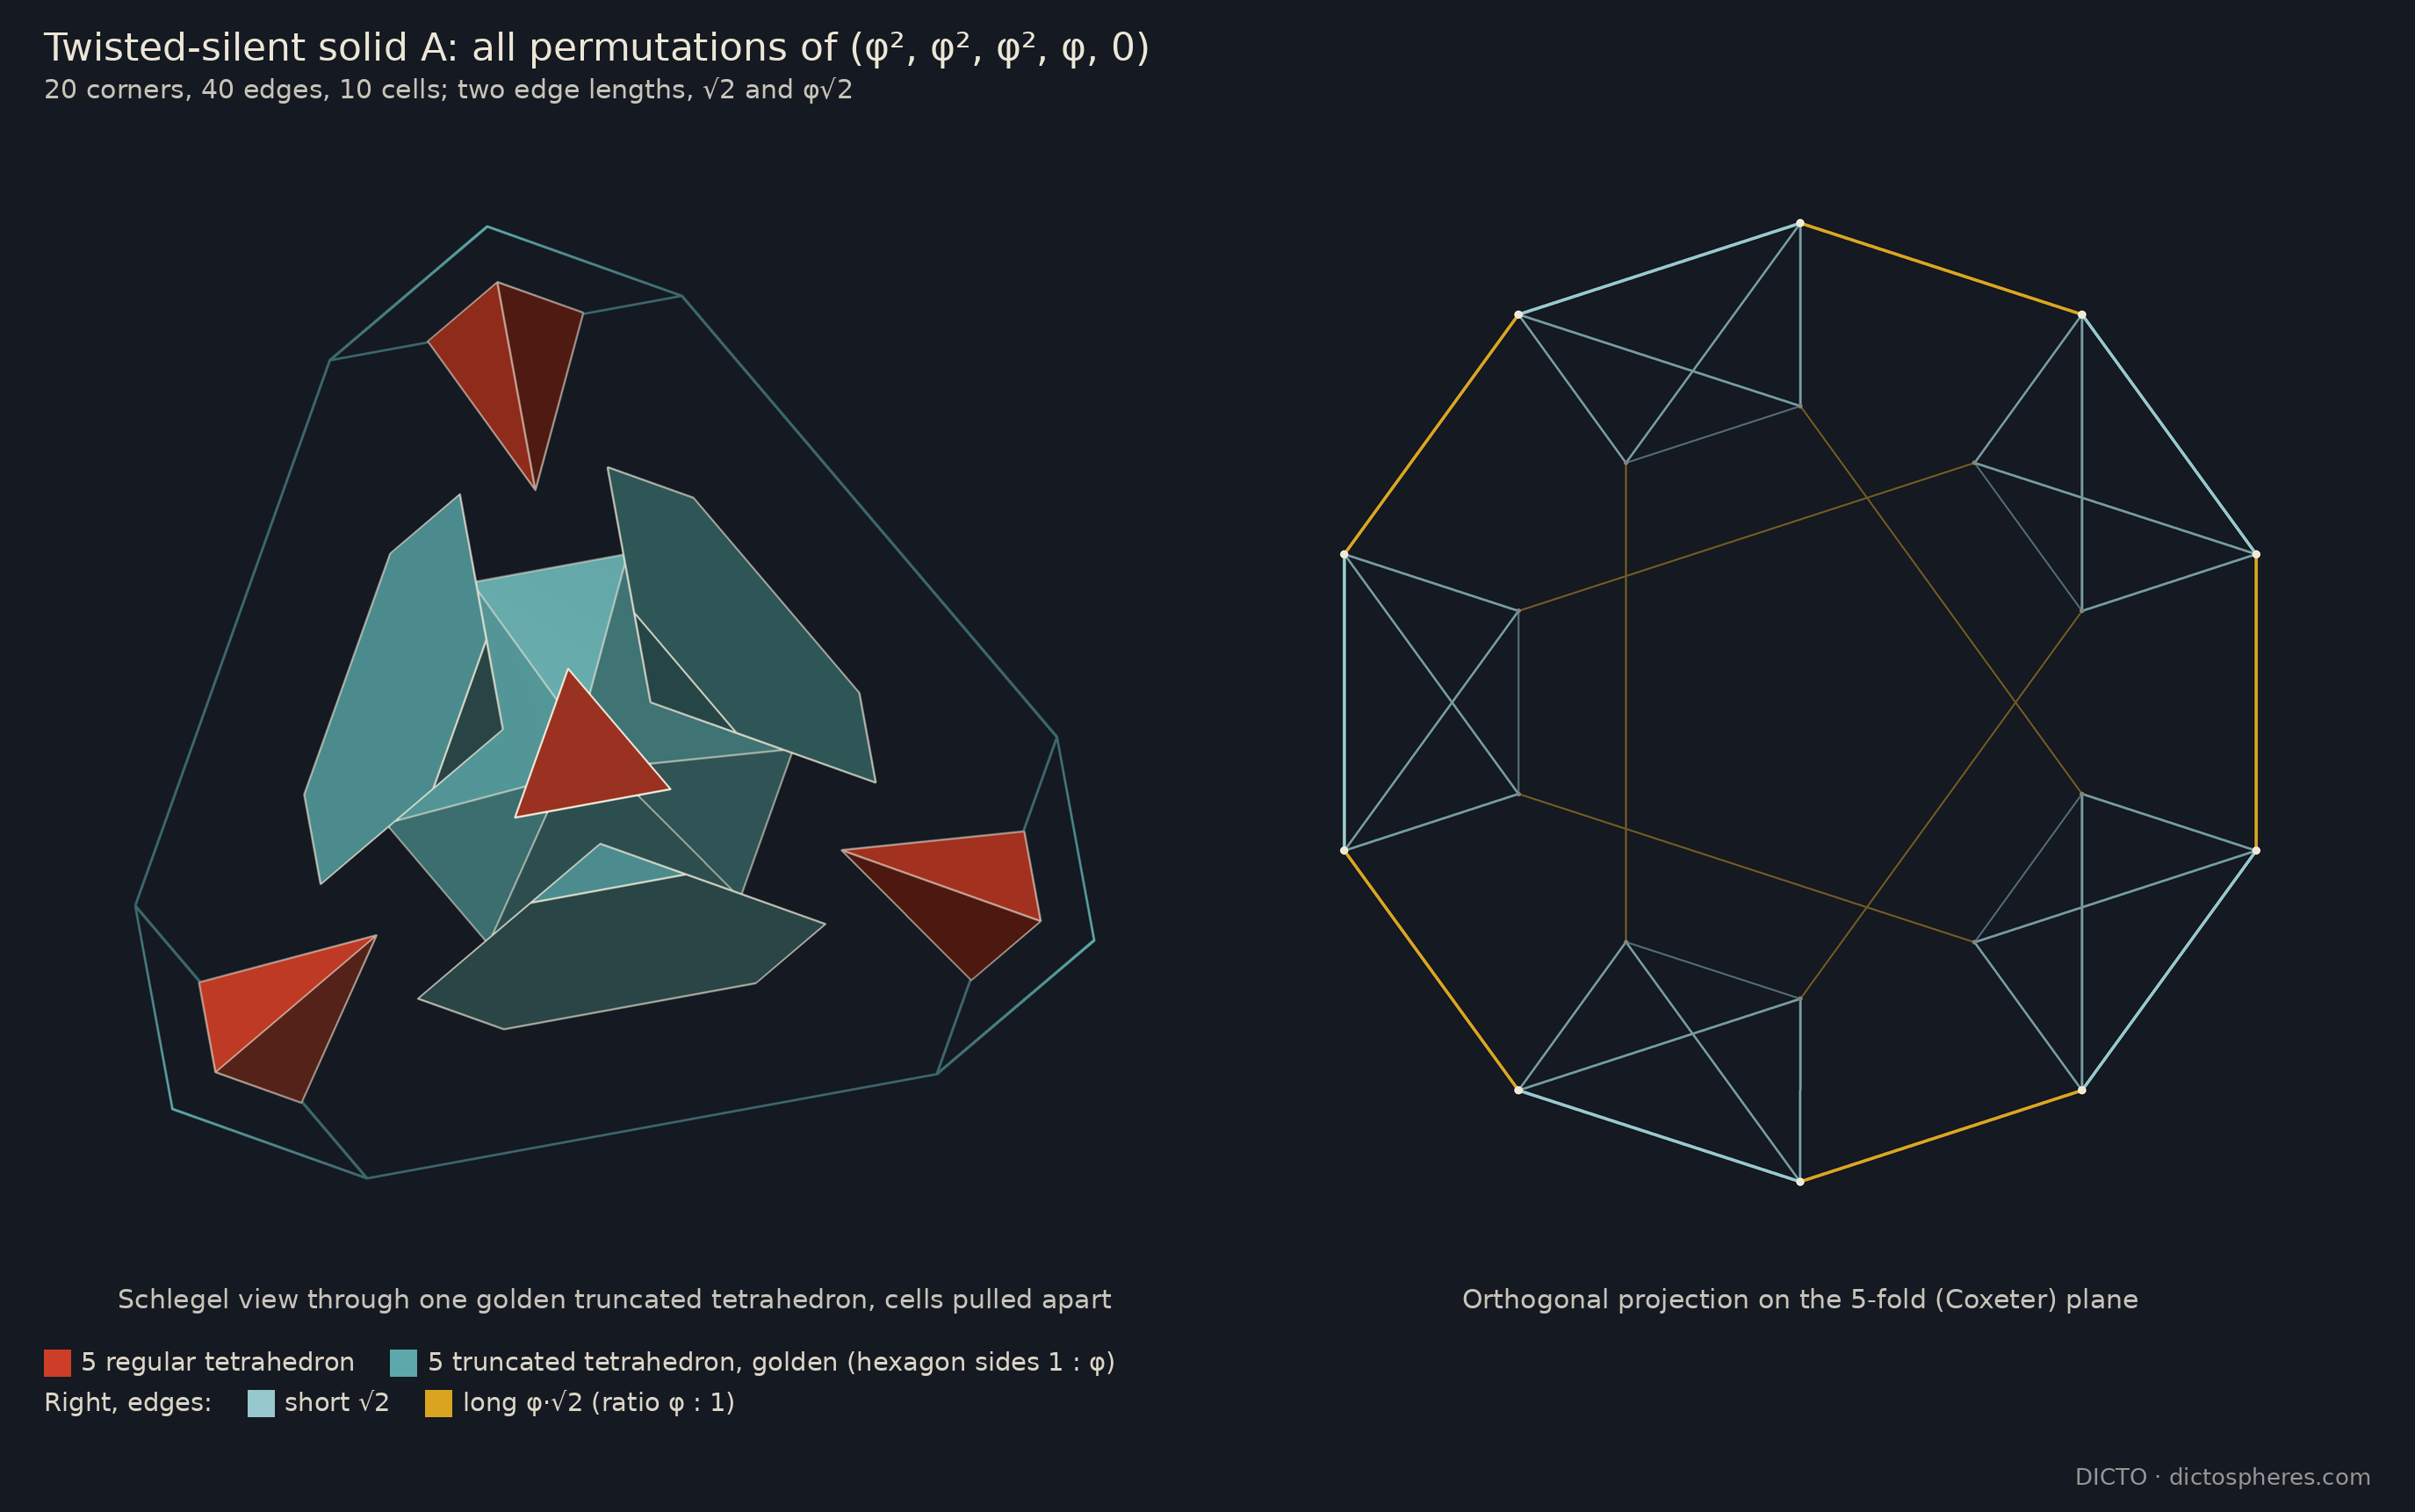 Twisted-silent solid A: all permutations of (φ², φ², φ², φ, 0)
20 corners, 40 edges, 10 cells; two edge lengths, √2 and φ√2
Schlegel view through one golden truncated tetrahedron, cells pulled apart
Orthogonal projection on the 5-fold (Coxeter) plane
5 regular tetrahedron
5 truncated tetrahedron, golden (hexagon sides 1 : φ)
Right, edges:
short √2
long φ·√2 (ratio φ : 1)
DICTO · dictospheres.com